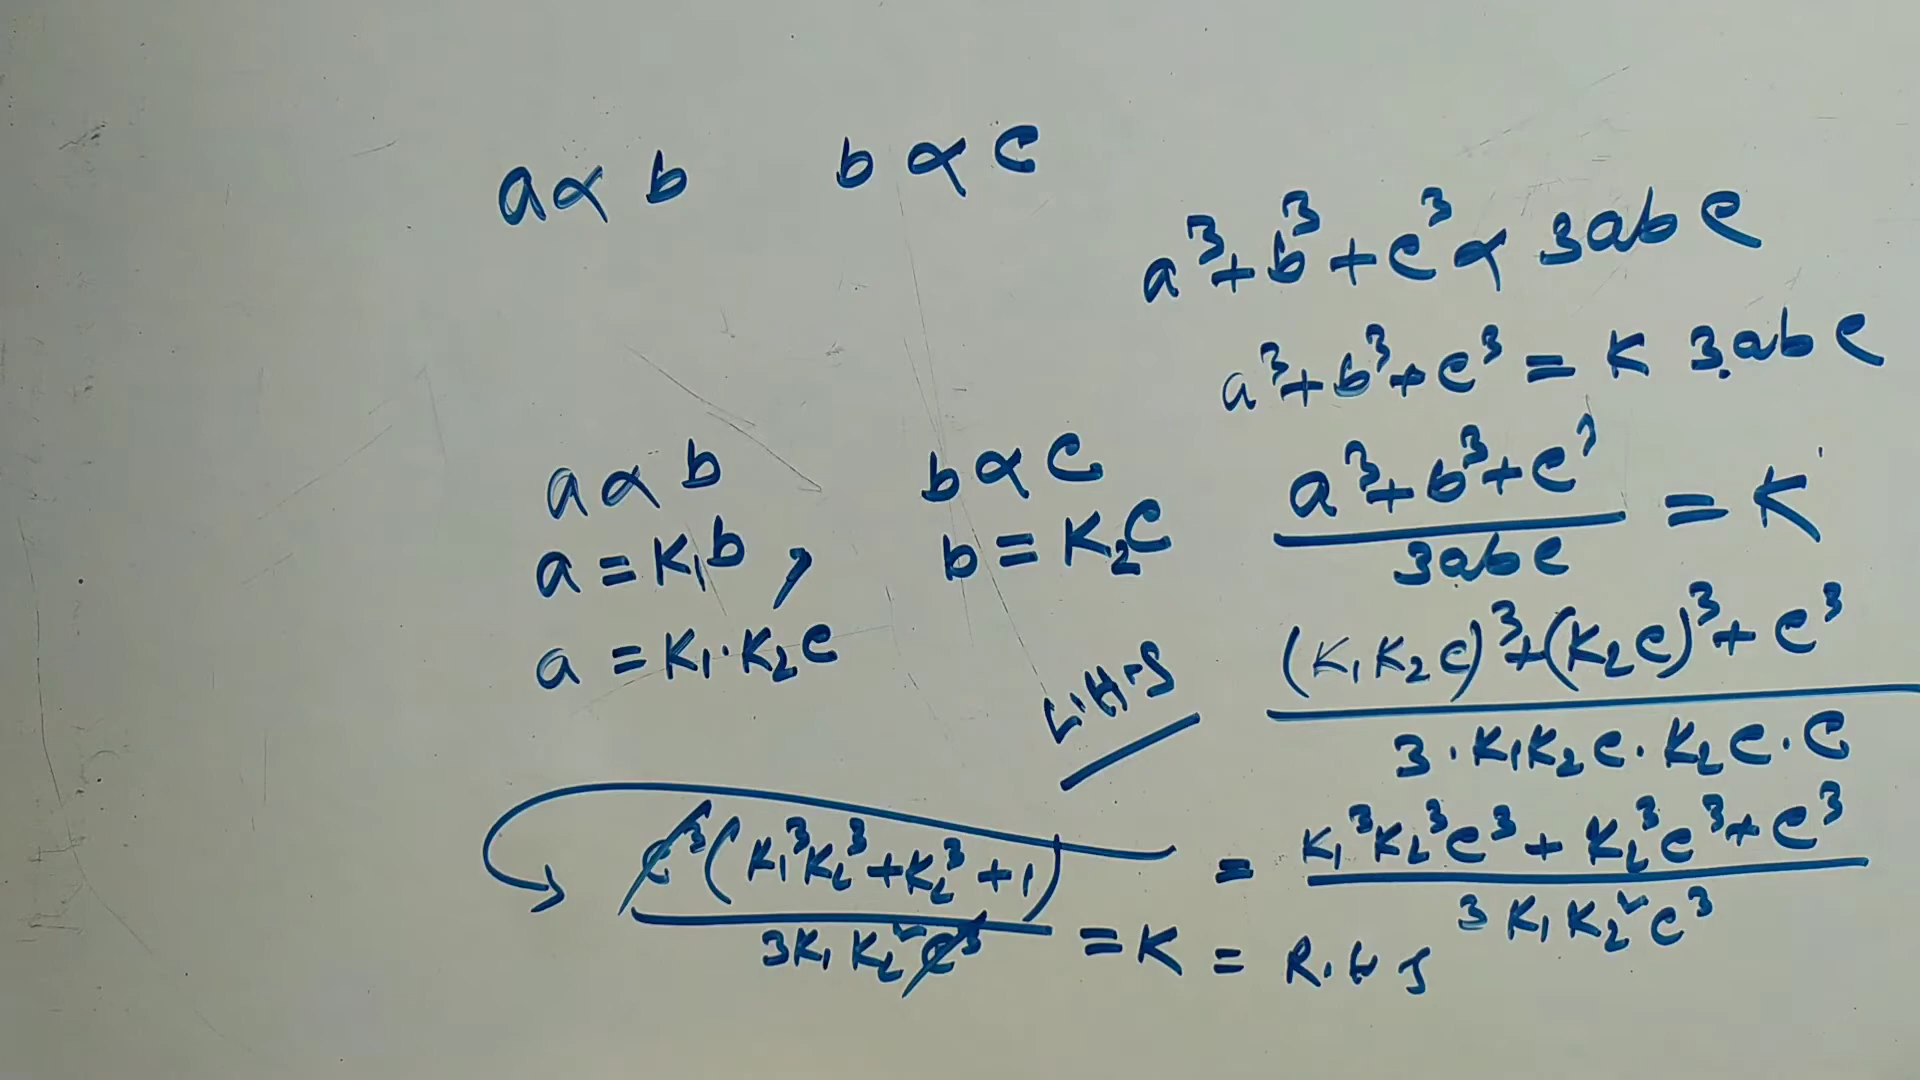 a ∝ b    b ∝ c
a³+b³+c³ ∝ 3abc
a³+b³+c³ = K 3abc
a ∝ b    b ∝ c
a = K₁b ,    b = K₂C
a = K₁·K₂c
(a³+b³+c³)/(3abc) = K
L.H.S    ((K₁K₂c)³+(K₂c)³+c³)/(3·K₁K₂c·K₂c·c)
= (K₁³K₂³c³+K₂³c³+c³)/(3K₁K₂²c³)
(c³(K₁³K₂³+K₂³+1))/(3K₁K₂²c³) = K = R.H.S